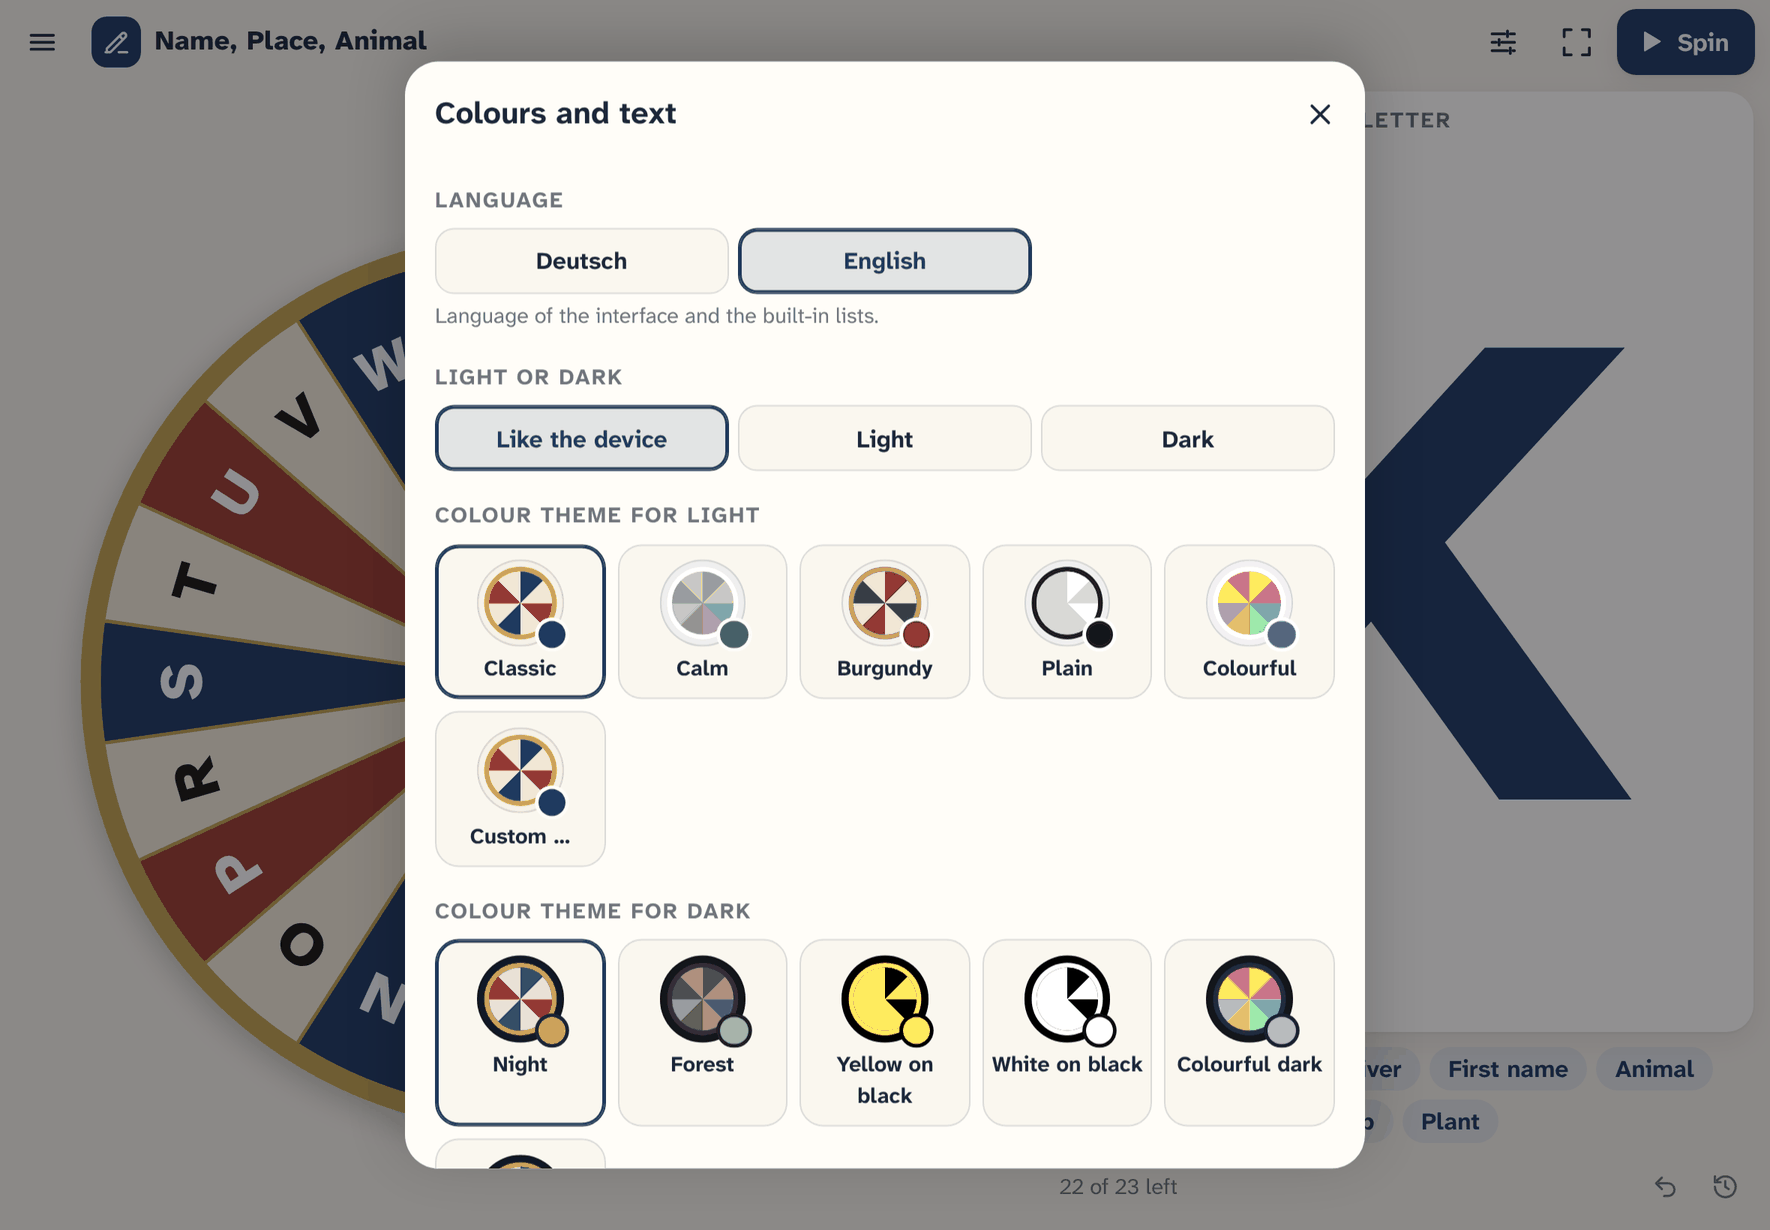 Name, Place, Animal
Spin
Colours and text
LETTER
LANGUAGE
Deutsch
English
Language of the interface and the built-in lists.
LIGHT OR DARK
Like the device
Light
Dark
COLOUR THEME FOR LIGHT
Classic
Calm
Burgundy
Plain
Colourful
Custom ...
COLOUR THEME FOR DARK
Night
Forest
Yellow on
black
White on black
Colourful dark
W
V
U
T
S
R
P
O
N
K
First name
Animal
Plant
22 of 23 left